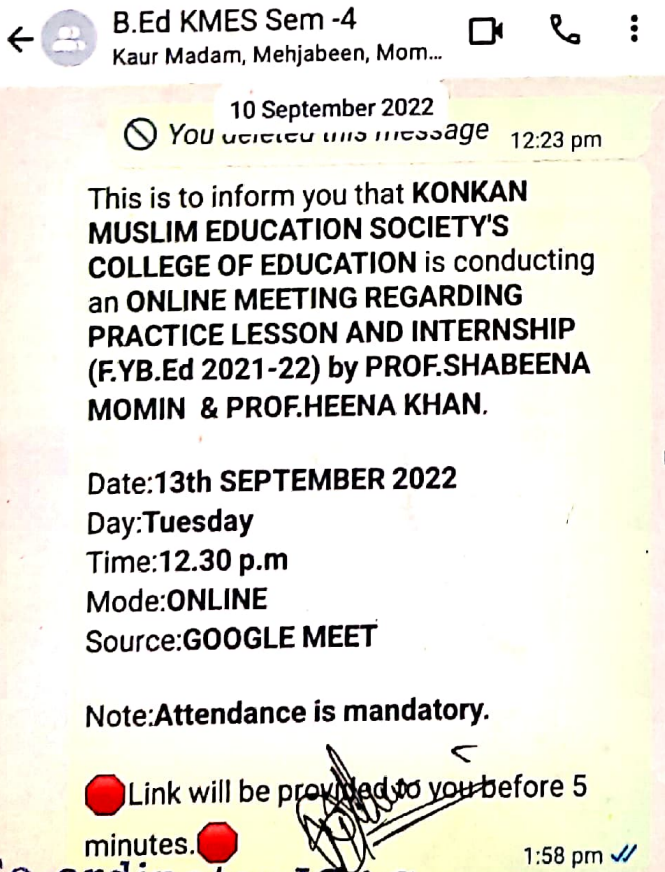 B.Ed KMES Sem -4
Kaur Madam, Mehjabeen, Mom...
10 September 2022
You deleted this message 12:23 pm
This is to inform you that KONKAN
MUSLIM EDUCATION SOCIETY'S
COLLEGE OF EDUCATION is conducting
an ONLINE MEETING REGARDING
PRACTICE LESSON AND INTERNSHIP
(F.YB.Ed 2021-22) by PROF.SHABEENA
MOMIN & PROF.HEENA KHAN.
Date:13th SEPTEMBER 2022
Day:Tuesday
Time:12.30 p.m
Mode:ONLINE
Source:GOOGLE MEET
Note:Attendance is mandatory.
Link will be provided to you before 5
minutes.
1:58 pm